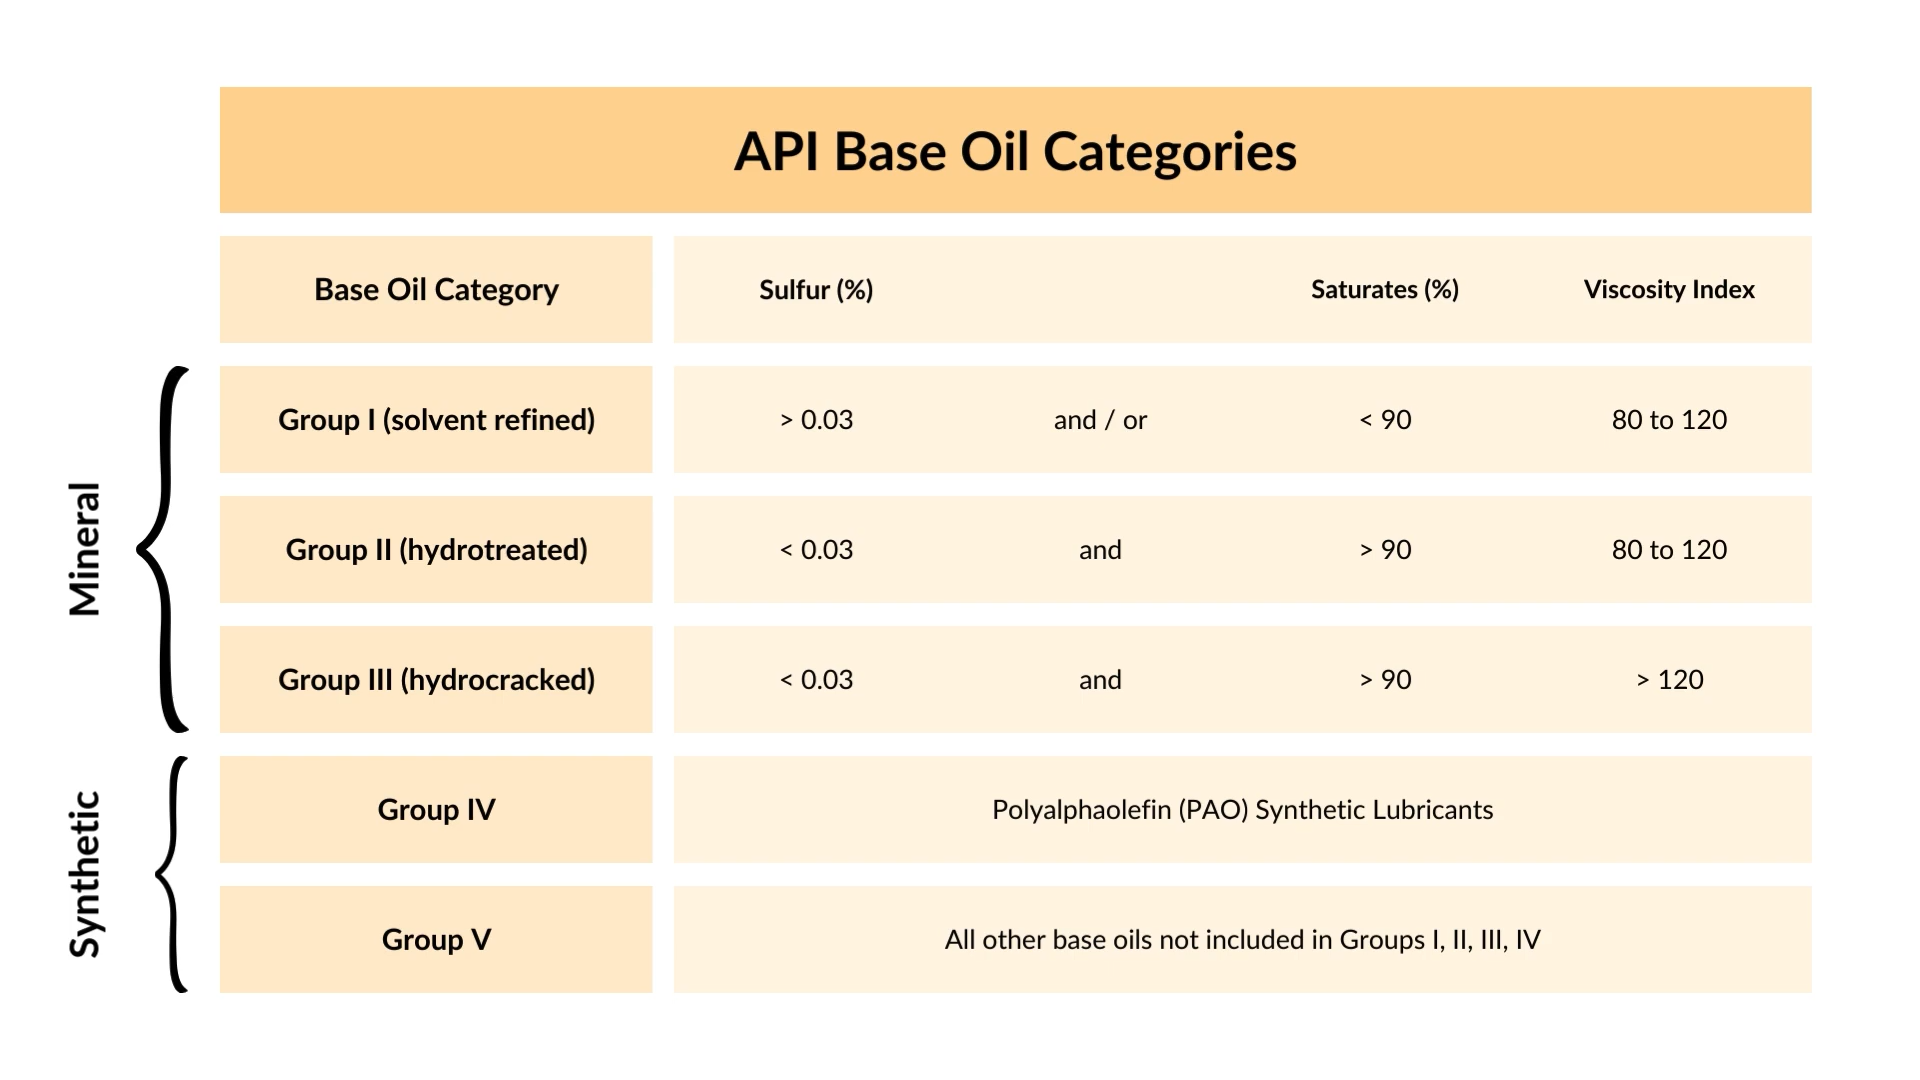 API Base Oil Categories
Base Oil Category Sulfur (%) Saturates (%) Viscosity Index
Mineral
Group I (solvent refined) > 0.03 and / or < 90 80 to 120
Group II (hydrotreated) < 0.03 and > 90 80 to 120
Group III (hydrocracked) < 0.03 and > 90 > 120
Synthetic
Group IV Polyalphaolefin (PAO) Synthetic Lubricants
Group V All other base oils not included in Groups I, II, III, IV